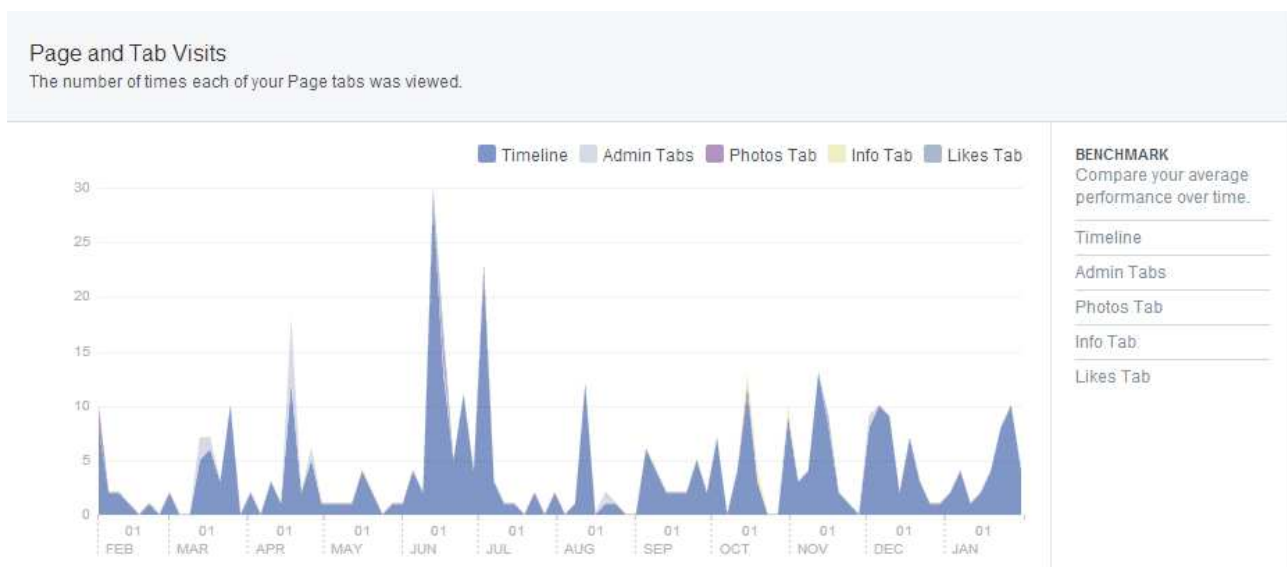 Page and Tab Visits
The number of times each of your Page tabs was viewed.
Timeline Admin Tabs Photos Tab Info Tab Likes Tab
30
25
20
15
10
5
0
01 01 01 01 01 01 01 01 01 01 01 01
FEB MAR APR MAY JUN JUL AUG SEP OCT NOV DEC JAN
BENCHMARK
Compare your average
performance over time.
Timeline
Admin Tabs
Photos Tab
Info Tab
Likes Tab